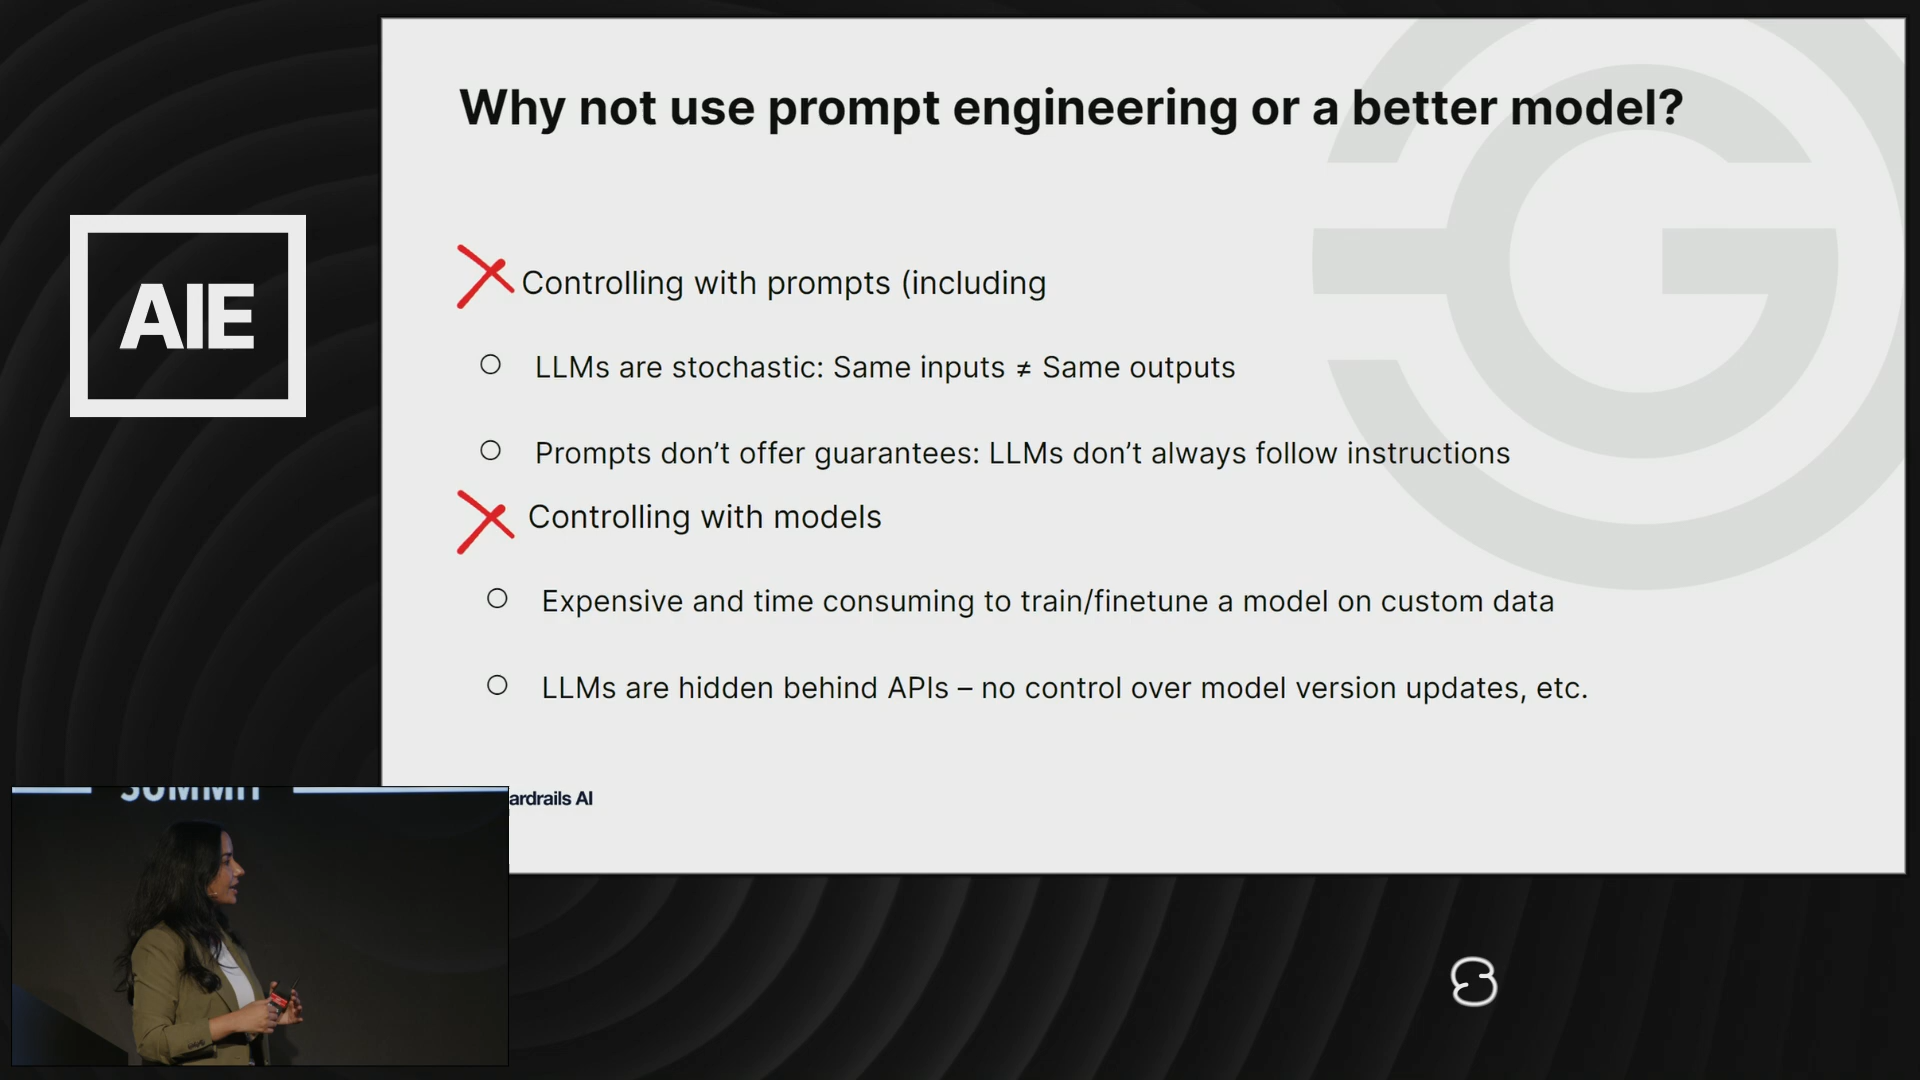 Why not use prompt engineering or a better model?
AIE
Controlling with prompts (including
LLMs are stochastic: Same inputs ≠ Same outputs
Prompts don’t offer guarantees: LLMs don’t always follow instructions
Controlling with models
Expensive and time consuming to train/finetune a model on custom data
LLMs are hidden behind APIs – no control over model version updates, etc.
ardrails AI
SUMMIT